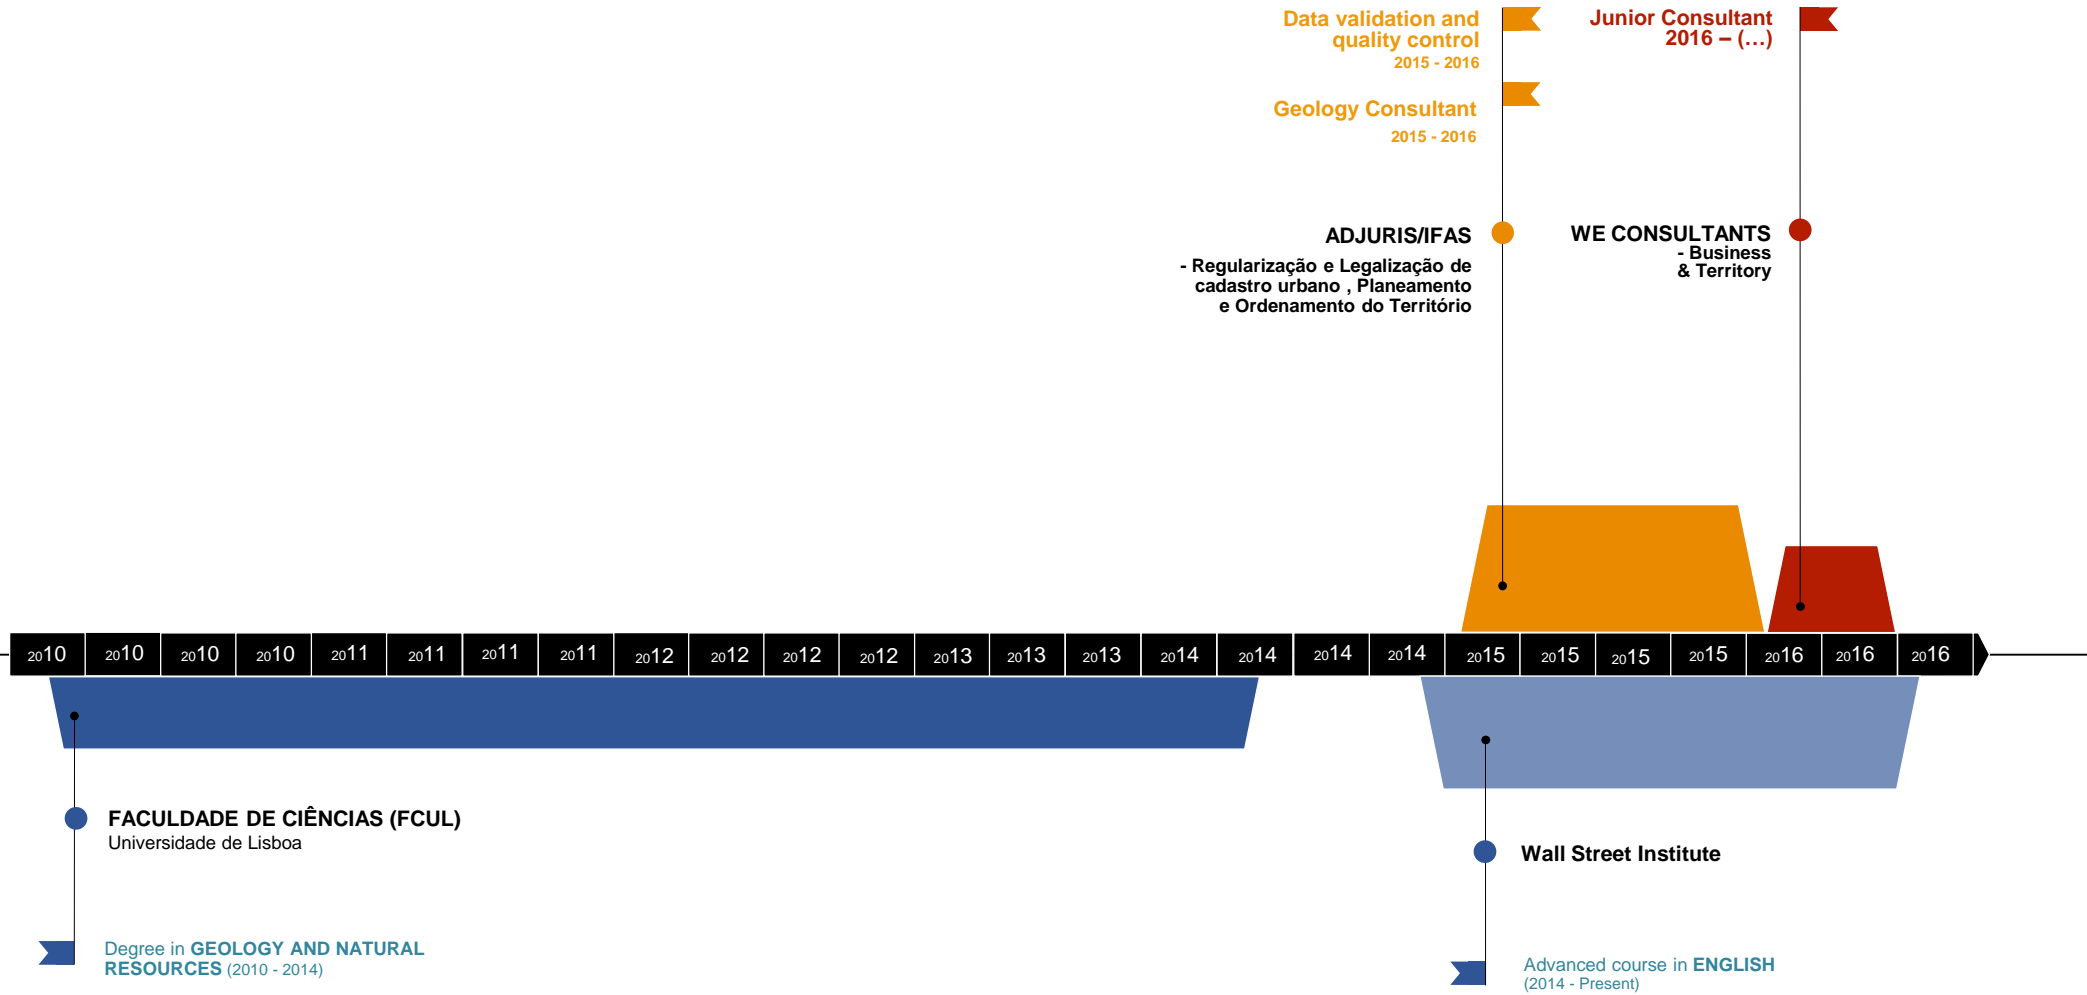 Data validation and
quality control
2015 - 2016
Geology Consultant
2015 - 2016
Junior Consultant
2016 – (...)
ADJURIS/IFAS
- Regularização e Legalização de
cadastro urbano , Planeamento
e Ordenamento do Território
WE CONSULTANTS
- Business
& Territory
2010 2010 2010 2010 2011 2011 2011 2011 2012 2012 2012 2012 2013 2013 2013 2014 2014 2014 2014 2015 2015 2015 2015 2016 2016 2016
FACULDADE DE CIÊNCIAS (FCUL)
Universidade de Lisboa
Degree in GEOLOGY AND NATURAL
RESOURCES (2010 - 2014)
Wall Street Institute
Advanced course in ENGLISH
(2014 - Present)